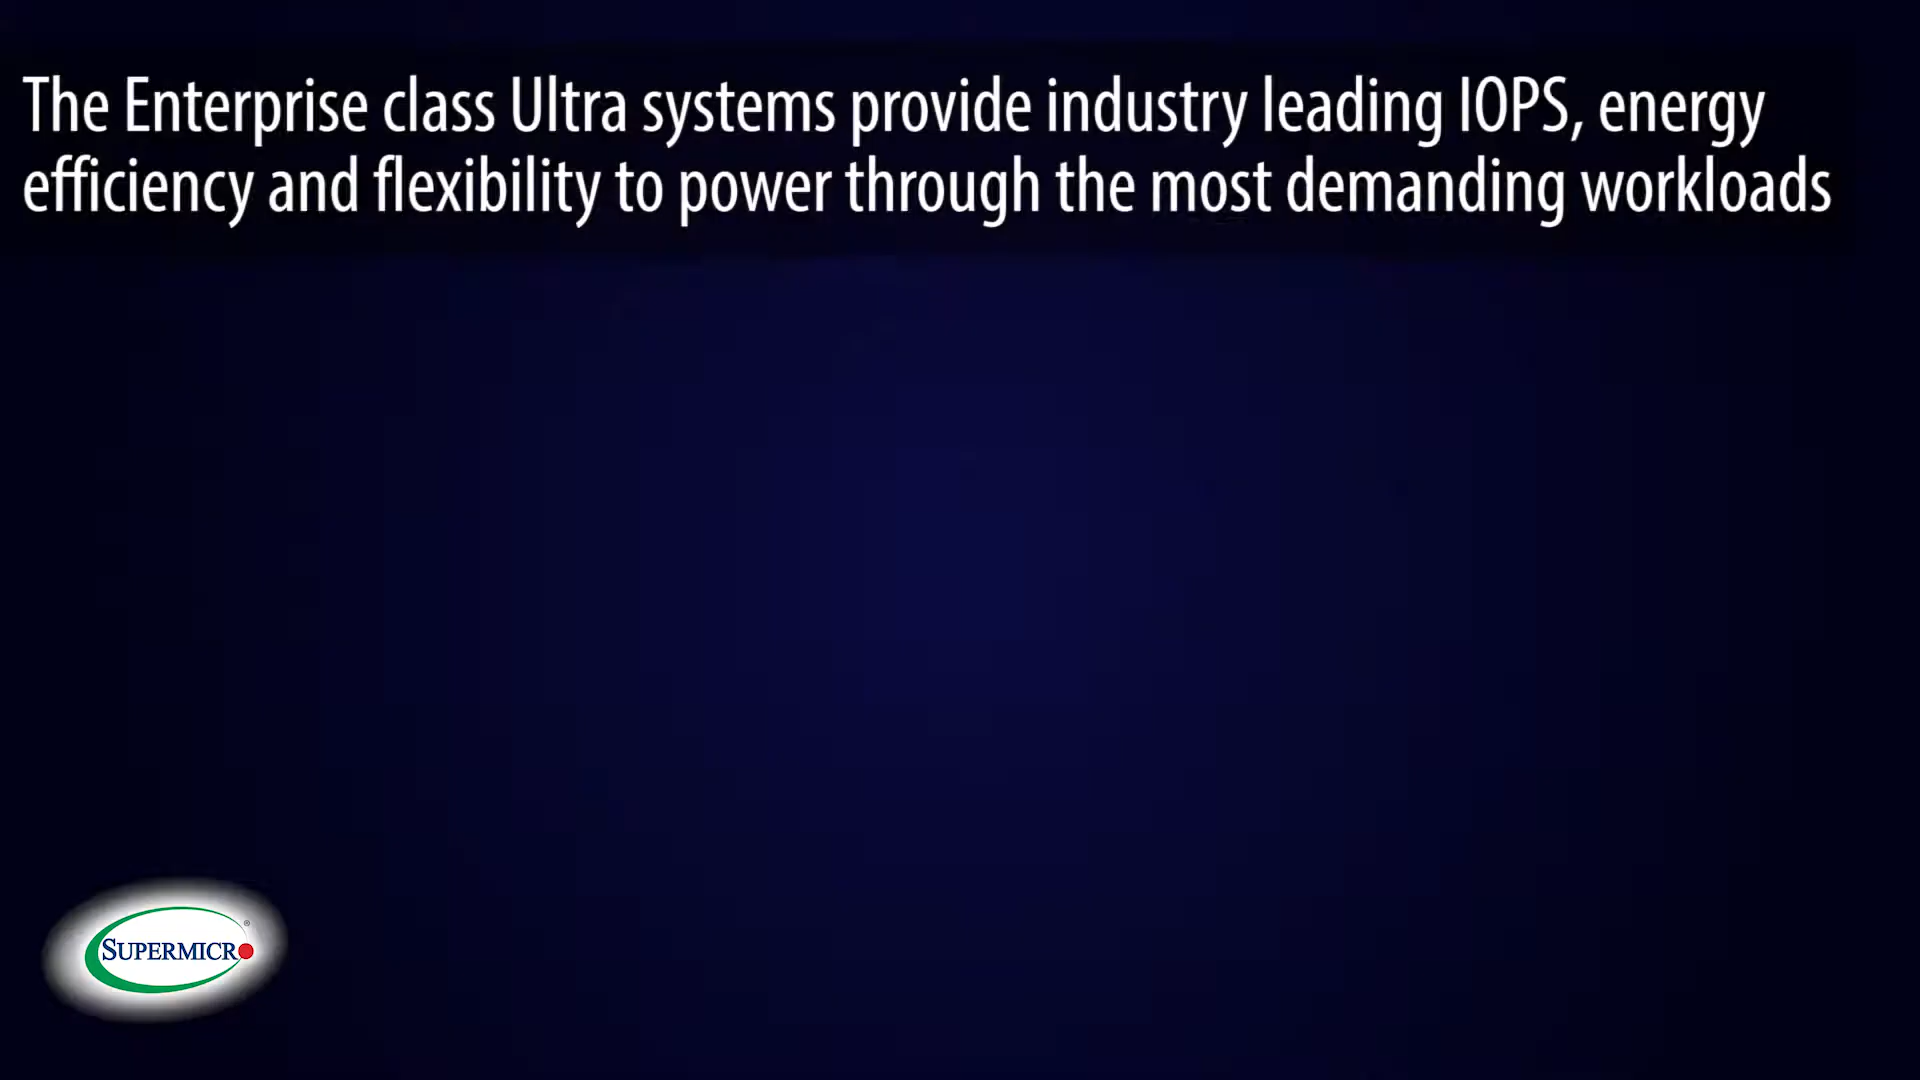 The Enterprise class Ultra systems provide industry leading IOPS, energy
efficiency and flexibility to power through the most demanding workloads
SUPERMICRO®